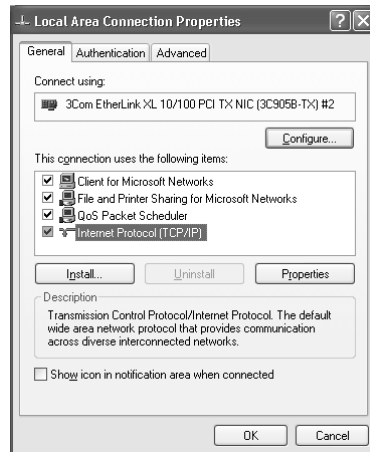 Local Area Connection Properties
General Authentication Advanced
Connect using:
3Com EtherLink XL 10/100 PCI TX NIC (3C905B-TX) #2
Configure...
This connection uses the following items:
Client for Microsoft Networks
File and Printer Sharing for Microsoft Networks
QoS Packet Scheduler
Internet Protocol (TCP/IP)
Install... Uninstall Properties
Description
Transmission Control Protocol/Internet Protocol. The default
wide area network protocol that provides communication
across diverse interconnected networks.
Show icon in notification area when connected
OK Cancel